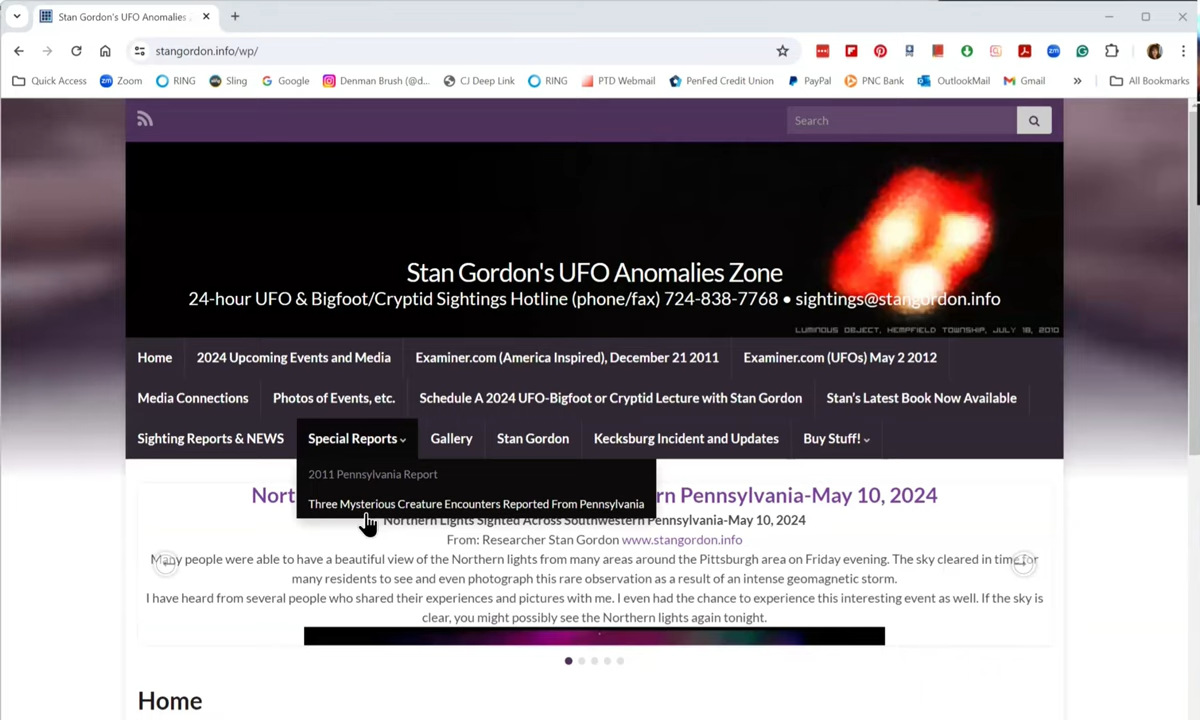 Stan Gordon's UFO Anomalies
stangordon.info/wp/
Quick Access Zoom RING Sling Google Denman Brush (@d... CJ Deep Link RING PTD Webmail PenFed Credit Union PayPal PNC Bank OutlookMail Gmail » All Bookmarks
Search
Stan Gordon's UFO Anomalies Zone
24-hour UFO & Bigfoot/Cryptid Sightings Hotline (phone/fax) 724-838-7768 • sightings@stangordon.info
LUMINOUS OBJECT, HEMPFIELD TOWNSHIP, JULY 18, 2010
Home 2024 Upcoming Events and Media Examiner.com (America Inspired), December 21 2011 Examiner.com (UFOs) May 2 2012
Media Connections Photos of Events, etc. Schedule A 2024 UFO-Bigfoot or Cryptid Lecture with Stan Gordon Stan's Latest Book Now Available
Sighting Reports & NEWS Special Reports Gallery Stan Gordon Kecksburg Incident and Updates Buy Stuff!
2011 Pennsylvania Report
Three Mysterious Creature Encounters Reported From Pennsylvania
Nort rn Pennsylvania-May 10, 2024
Northern Lights Sighted Across Southwestern Pennsylvania-May 10, 2024
From: Researcher Stan Gordon www.stangordon.info
Many people were able to have a beautiful view of the Northern lights from many areas around the Pittsburgh area on Friday evening. The sky cleared in time for
many residents to see and even photograph this rare observation as a result of an intense geomagnetic storm.
I have heard from several people who shared their experiences and pictures with me. I even had the chance to experience this interesting event as well. If the sky is
clear, you might possibly see the Northern lights again tonight.
Home